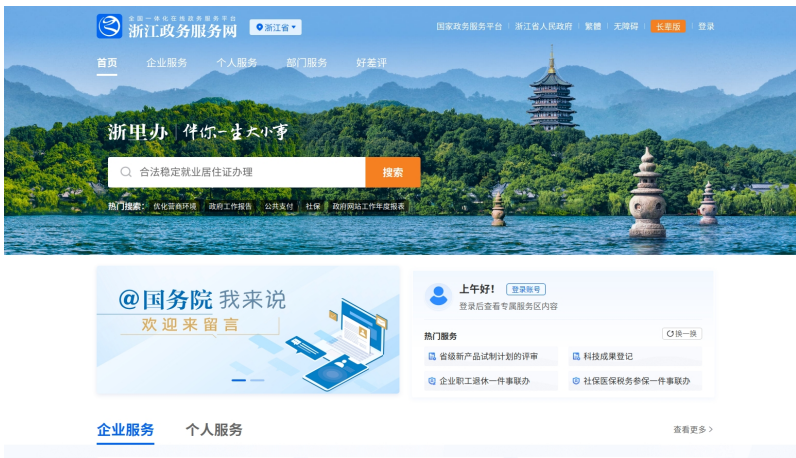 全国一体化在线政务服务平台
浙江政务服务网
浙江省
国家政务服务平台 浙江省人民政府 繁體 无障碍 长辈版 登录
首页 企业服务 个人服务 部门服务 好差评
浙里办 伴你一生大小事
合法稳定就业居住证办理 搜索
热门搜索： 优化营商环境 政府工作报告 公共支付 社保 政府网站工作年度报表
@国务院 我来说
欢迎来留言
上午好！ 登录账号
登录后查看专属服务区内容
热门服务 换一换
省级新产品试制计划的评审 科技成果登记
企业职工退休一件事联办 社保医保税务参保一件事联办
企业服务 个人服务 查看更多 >